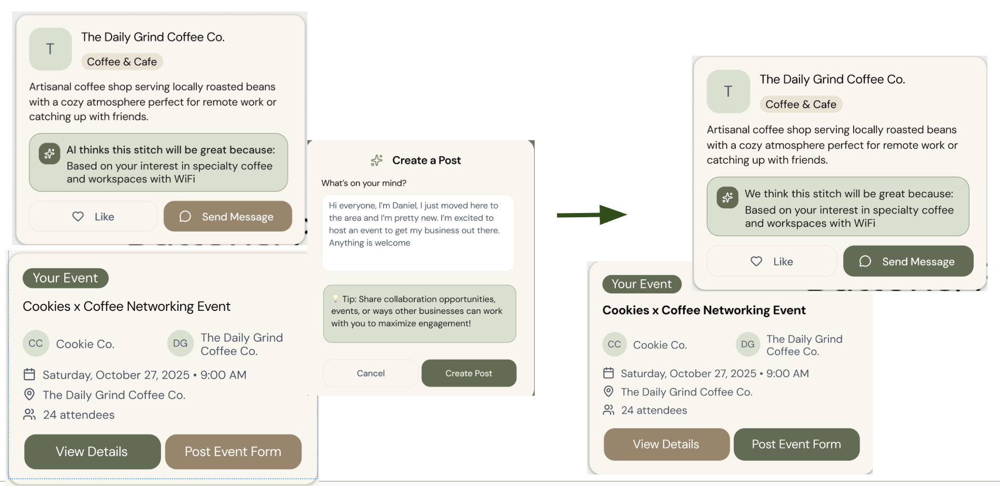 T
The Daily Grind Coffee Co.
Coffee & Cafe
Artisanal coffee shop serving locally roasted beans
with a cozy atmosphere perfect for remote work or
catching up with friends.
AI thinks this stitch will be great because:
Based on your interest in specialty coffee
and workspaces with WiFi
Like
Send Message
Your Event
Cookies x Coffee Networking Event
CC
Cookie Co.
DG
The Daily Grind
Coffee Co.
Saturday, October 27, 2025 • 9:00 AM
The Daily Grind Coffee Co.
24 attendees
View Details
Post Event Form
Create a Post
What's on your mind?
Hi everyone, I'm Daniel, I just moved here to
the area and I'm pretty new. I'm excited to
host an event to get my business out there.
Anything is welcome
💡 Tip: Share collaboration opportunities,
events, or ways other businesses can work
with you to maximize engagement!
Cancel
Create Post
T
The Daily Grind Coffee Co.
Coffee & Cafe
Artisanal coffee shop serving locally roasted beans
with a cozy atmosphere perfect for remote work or
catching up with friends.
We think this stitch will be great because:
Based on your interest in specialty coffee
and workspaces with WiFi
Like
Send Message
Your Event
Cookies x Coffee Networking Event
CC
Cookie Co.
DG
The Daily Grind
Coffee Co.
Saturday, October 27, 2025 • 9:00 AM
The Daily Grind Coffee Co.
24 attendees
View Details
Post Event Form